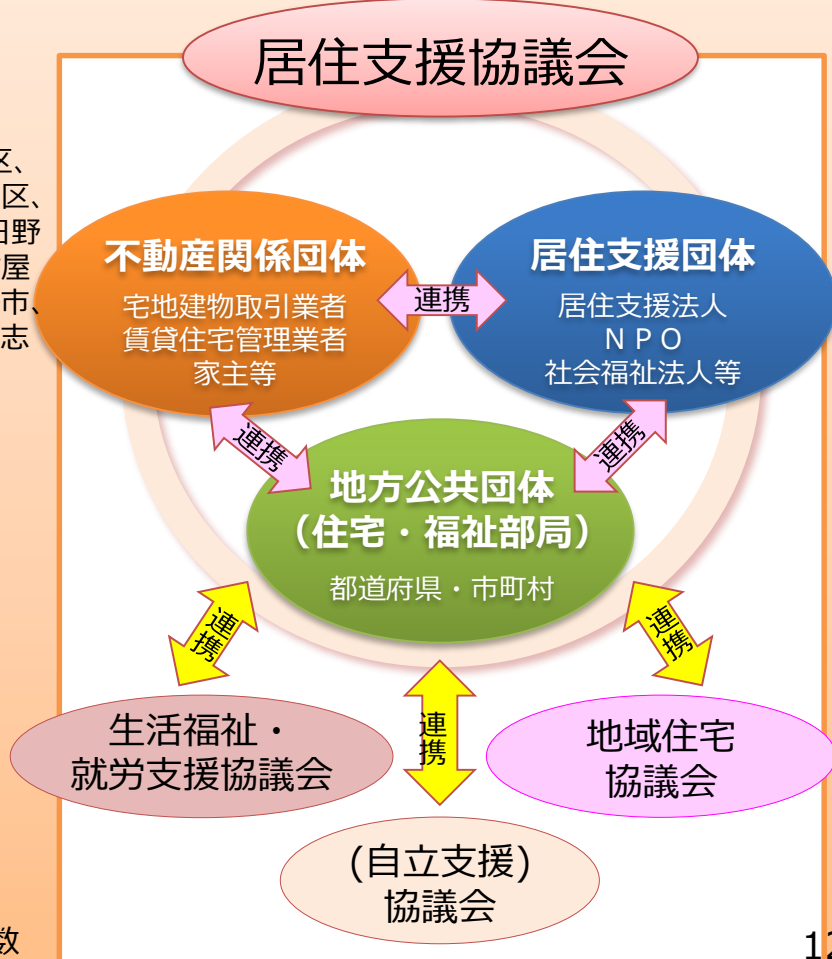 居住支援協議会
区、
区、
日野
屋
市、
志
不動産関係団体
宅地建物取引業者
賃貸住宅管理業者
家主等
連携
居住支援団体
居住支援法人
ＮＰＯ
社会福祉法人等
連携
連携
地方公共団体
（住宅・福祉部局）
都道府県・市町村
連携
連携
連携
生活福祉・
就労支援協議会
地域住宅
協議会
(自立支援)
協議会
数
12